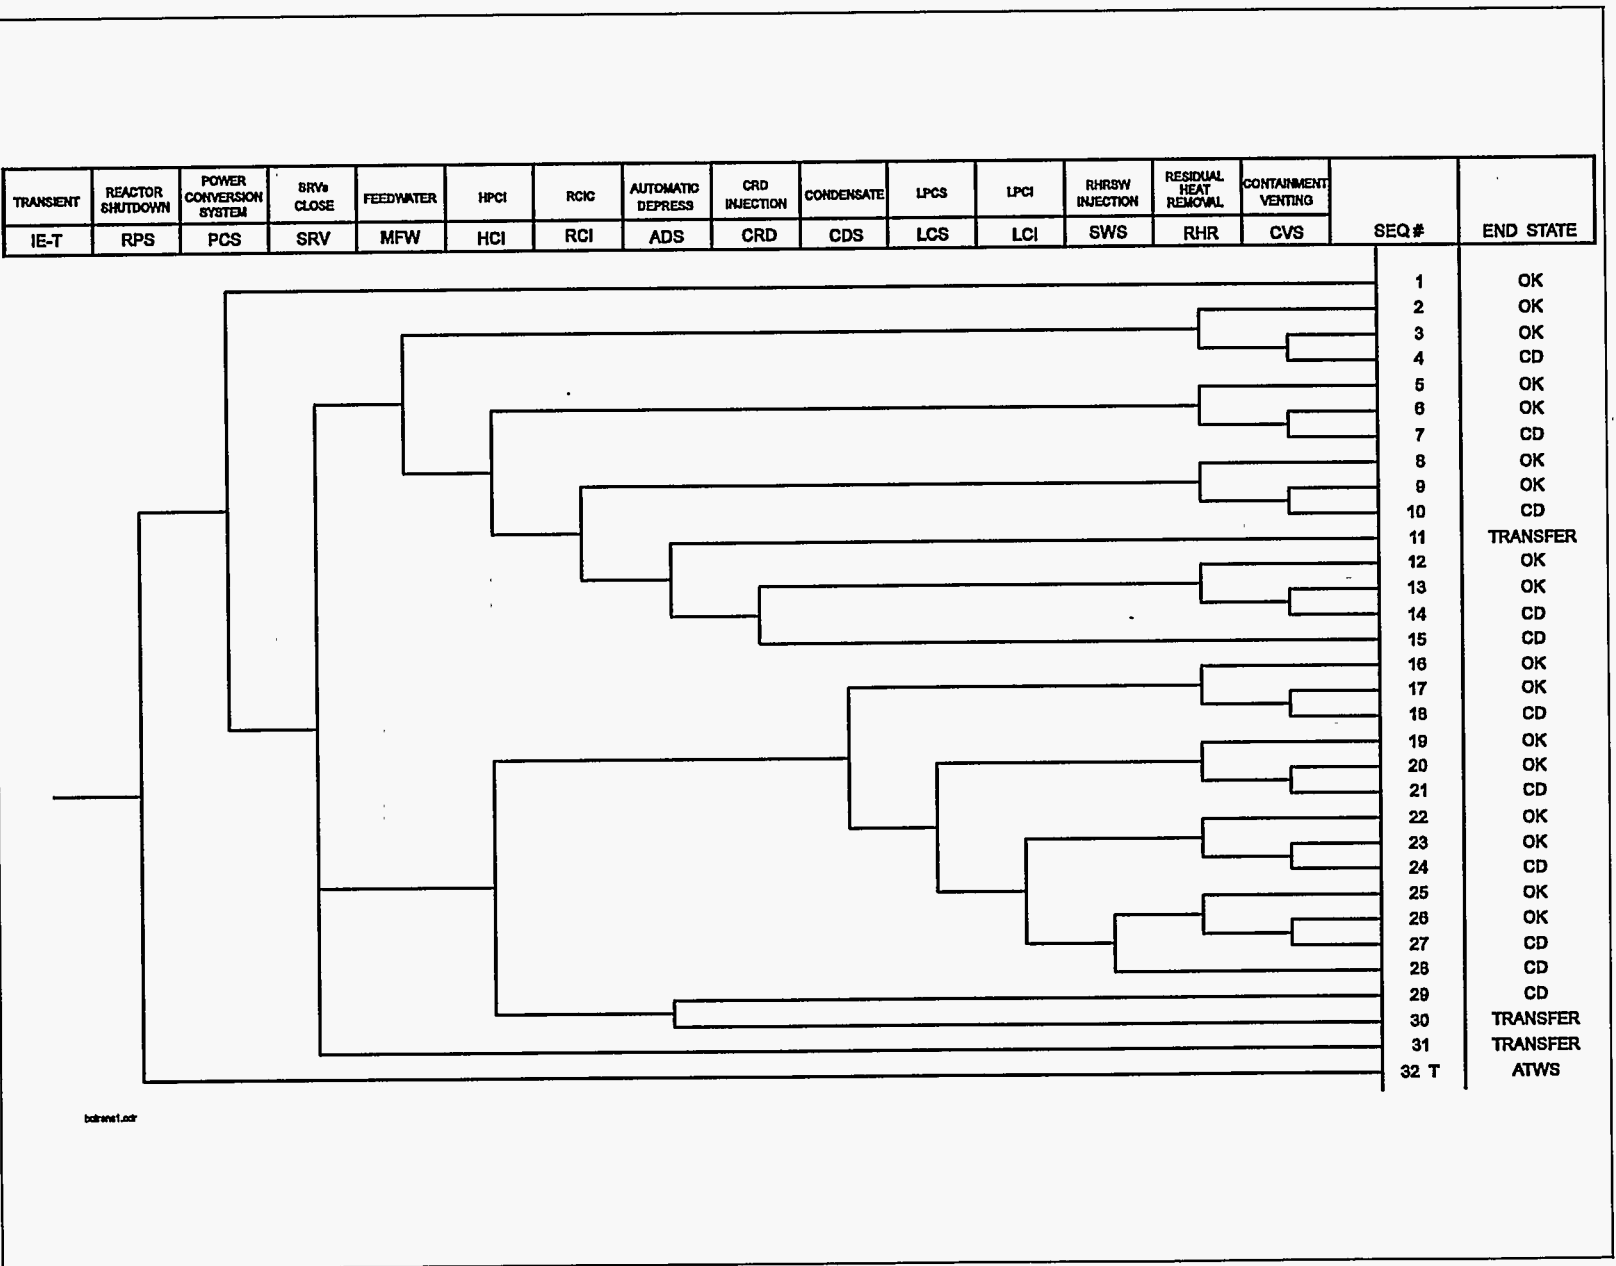 TRANSIENT
REACTOR
SHUTDOWN
POWER
CONVERSION
SYSTEM
SRVs
CLOSE
FEEDWATER
HPCI
RCIC
AUTOMATIC
DEPRESS
CRD
INJECTION
CONDENSATE
LPCS
LPCI
RHRSW
INJECTION
RESIDUAL
HEAT
REMOVAL
CONTAINMENT
VENTING
IE-T RPS PCS SRV MFW HCI RCI ADS CRD CDS LCS LCI SWS RHR CVS SEQ # END STATE
1 OK
2 OK
3 OK
4 CD
5 OK
6 OK
7 CD
8 OK
9 OK
10 CD
11 TRANSFER
12 OK
13 OK
14 CD
15 CD
16 OK
17 OK
18 CD
19 OK
20 OK
21 CD
22 OK
23 OK
24 CD
25 OK
26 OK
27 CD
28 CD
29 CD
30 TRANSFER
31 TRANSFER
32 T ATWS